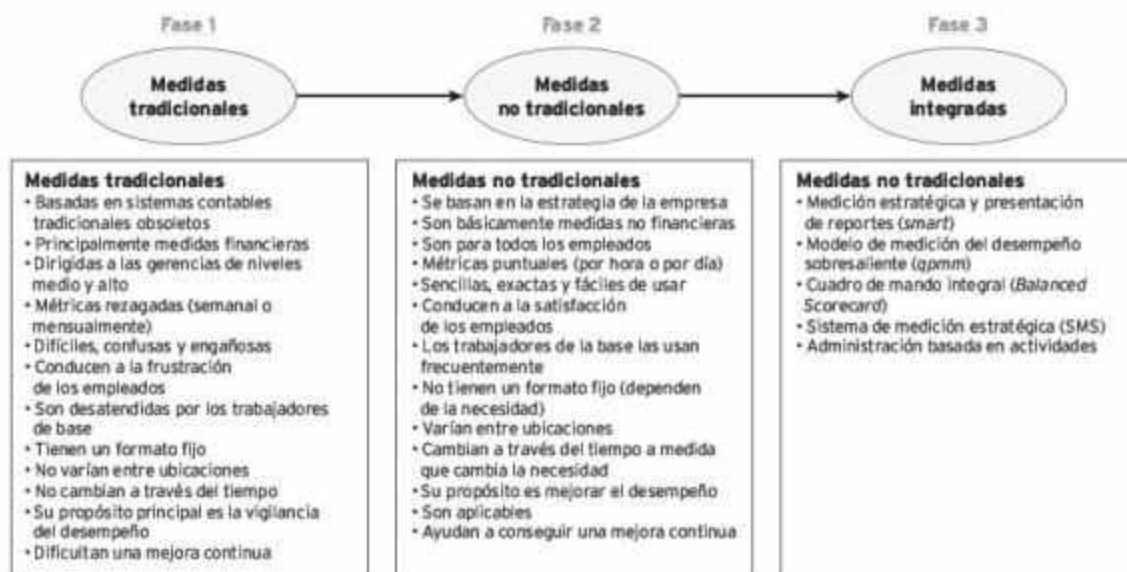 Fase 1
Medidas
tradicionales
Fase 2
Medidas
no tradicionales
Fase 3
Medidas
integradas
Medidas tradicionales
• Basadas en sistemas contables
tradicionales obsoletos
• Principalmente medidas financieras
• Dirigidas a las gerencias de niveles
medio y alto
• Métricas rezagadas (semanal o
mensualmente)
• Difíciles, confusas y engañosas
• Conducen a la frustración
de los empleados
• Son desatendidas por los trabajadores
de base
• Tienen un formato fijo
• No varían entre ubicaciones
• No cambian a través del tiempo
• Su propósito principal es la vigilancia
del desempeño
• Dificultan una mejora continua
Medidas no tradicionales
• Se basan en la estrategia de la empresa
• Son básicamente medidas no financieras
• Son para todos los empleados
• Métricas puntuales (por hora o por día)
• Sencillas, exactas y fáciles de usar
• Conducen a la satisfacción
de los empleados
• Los trabajadores de la base las usan
frecuentemente
• No tienen un formato fijo (dependen
de la necesidad)
• Varían entre ubicaciones
• Cambian a través del tiempo a medida
que cambia la necesidad
• Su propósito es mejorar el desempeño
• Son aplicables
• Ayudan a conseguir una mejora continua
Medidas no tradicionales
• Medición estratégica y presentación
de reportes (smart)
• Modelo de medición del desempeño
sobresaliente (qpmm)
• Cuadro de mando integral (Balanced
Scorecard)
• Sistema de medición estratégica (SMS)
• Administración basada en actividades